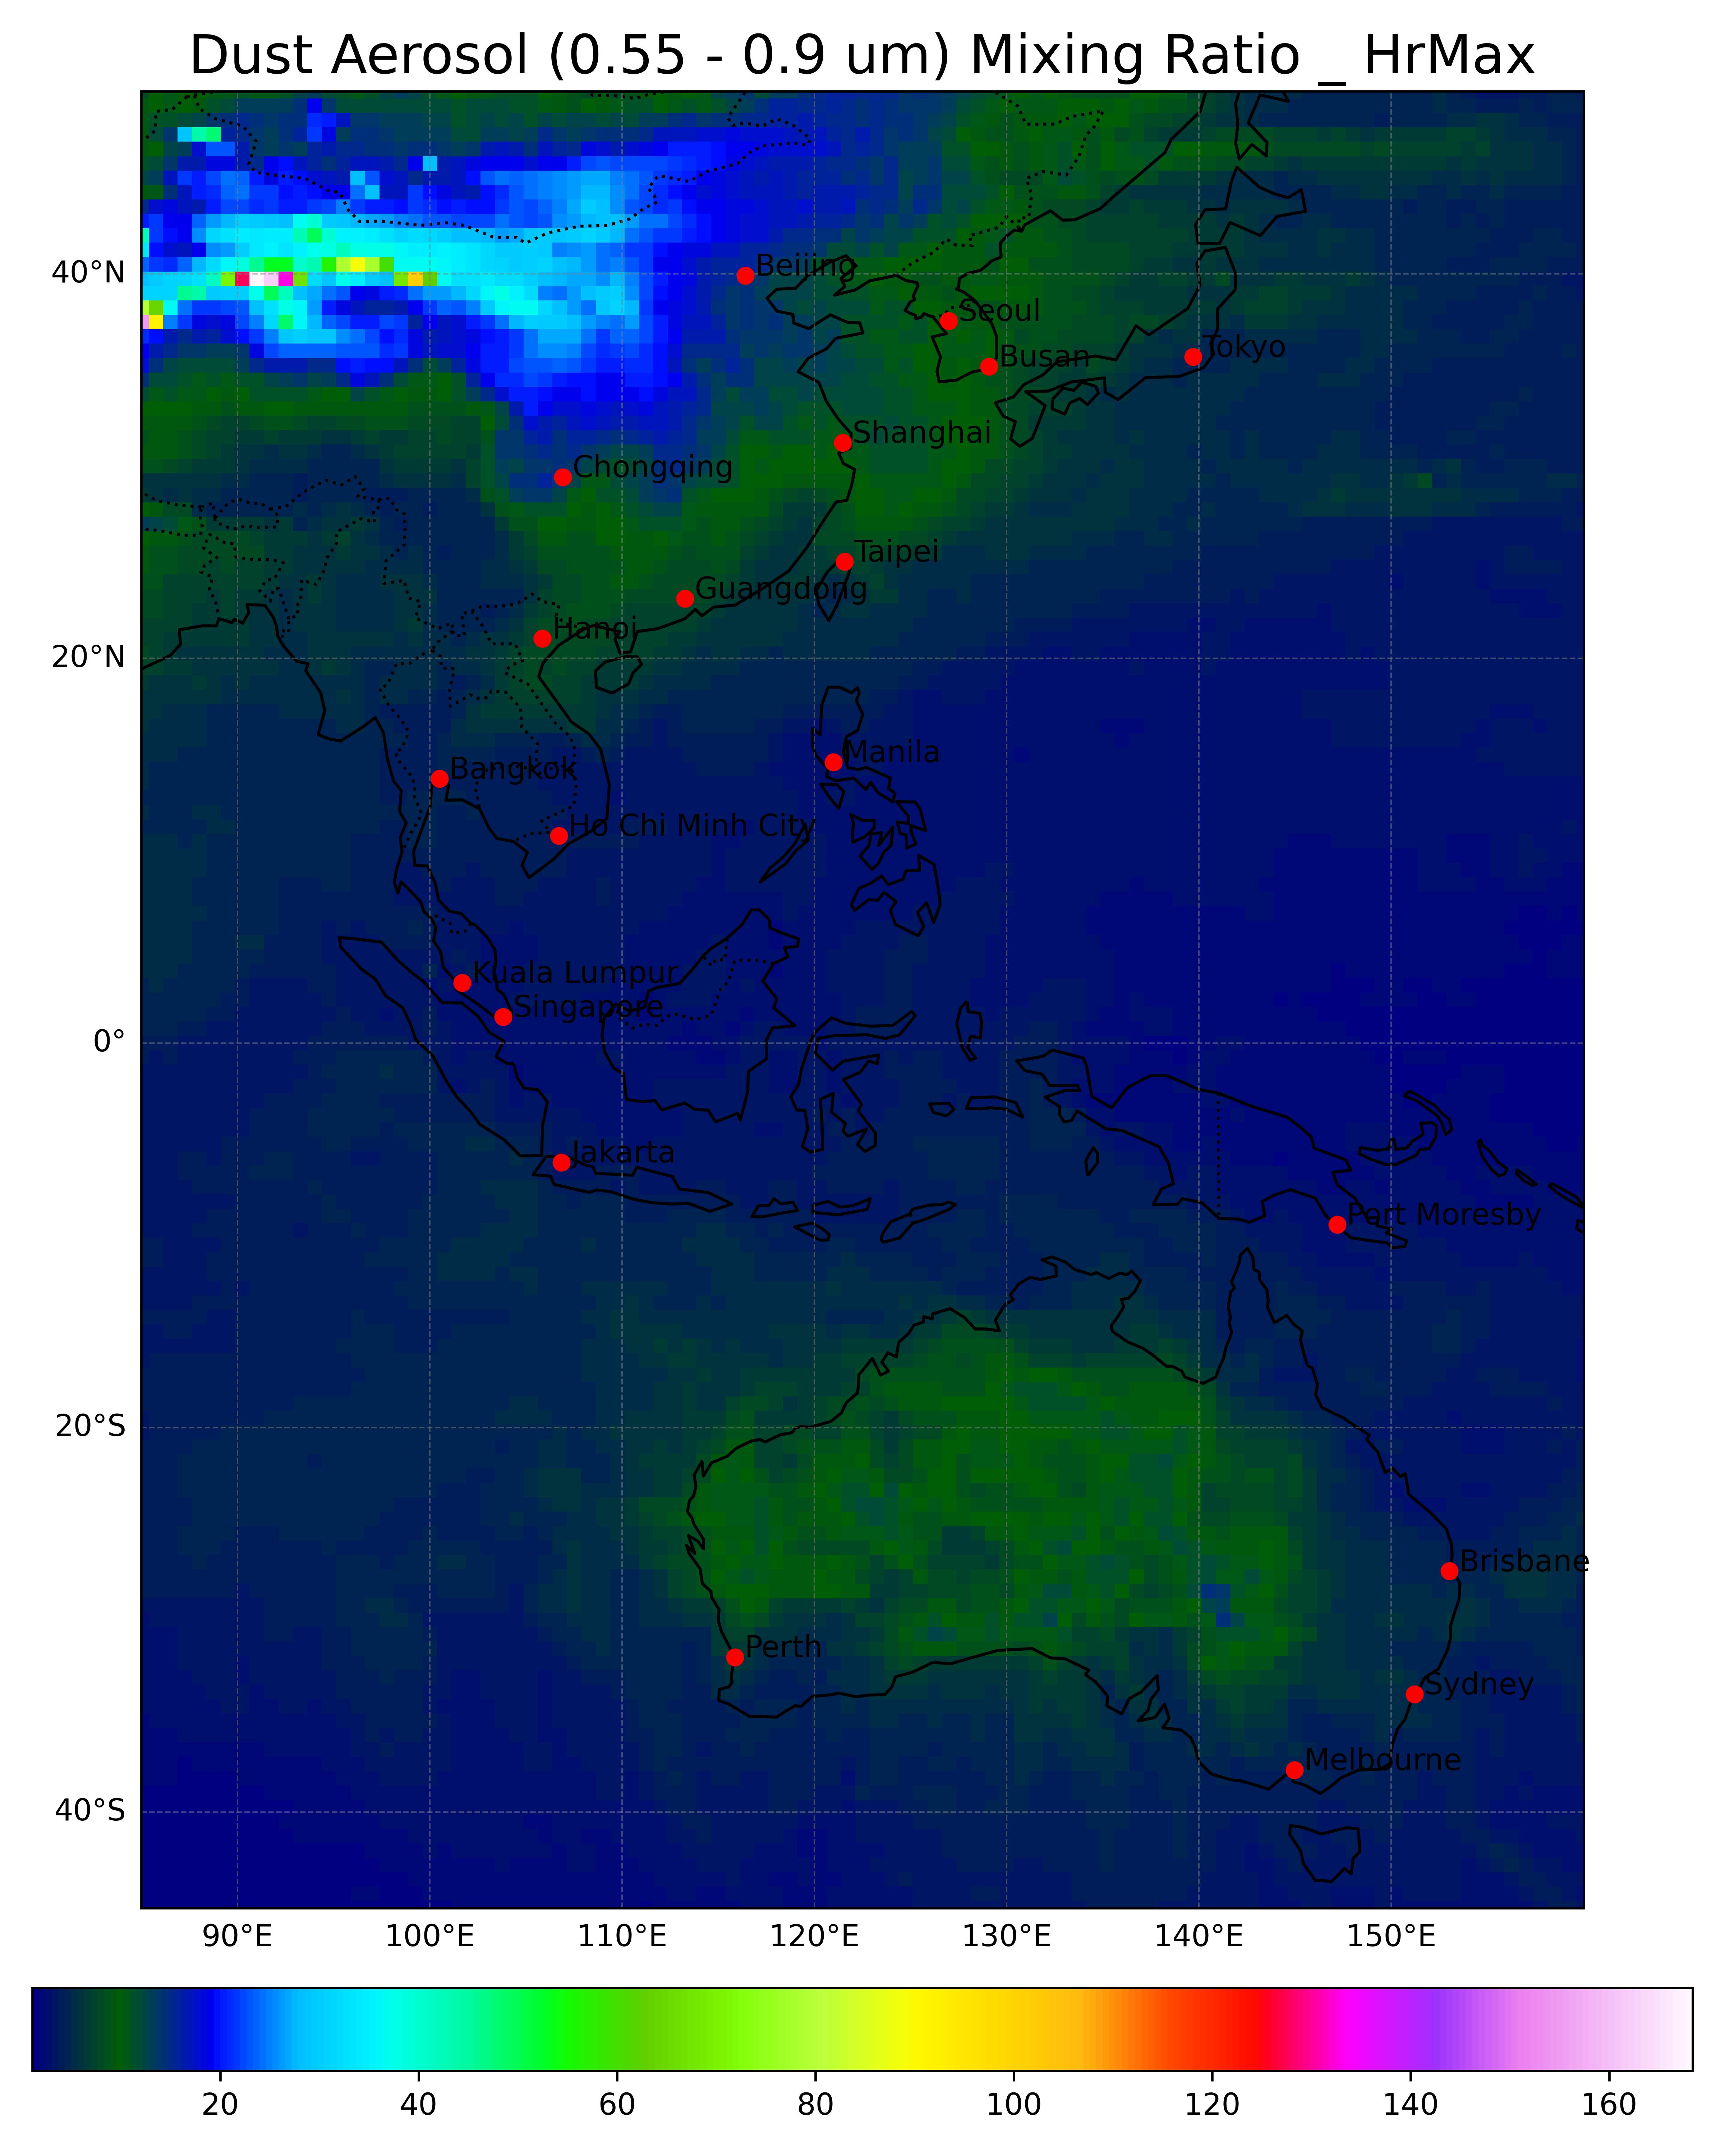 Dust Aerosol (0.55 - 0.9 um) Mixing Ratio _ HrMax
40°N
Beijing
Seoul
Busan
Tokyo
Shanghai
Chongqing
Taipei
Guangdong
Hanoi
20°N
Manila
Bangkok
Ho Chi Minh City
Kuala Lumpur
Singapore
0°
Jakarta
Port Moresby
20°S
Brisbane
Perth
Sydney
Melbourne
40°S
90°E 100°E 110°E 120°E 130°E 140°E 150°E
20 40 60 80 100 120 140 160